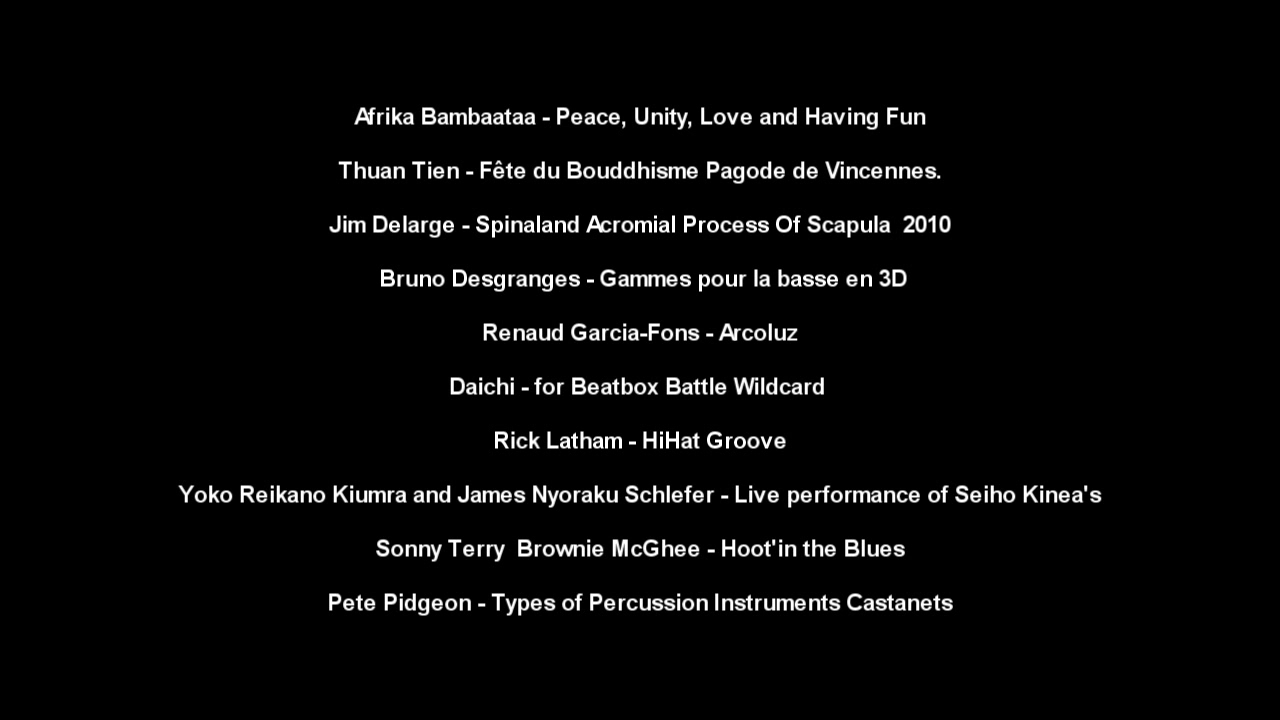 Afrika Bambaataa - Peace, Unity, Love and Having Fun
Thuan Tien - Fête du Bouddhisme Pagode de Vincennes.
Jim Delarge - Spinaland Acromial Process Of Scapula  2010
Bruno Desgranges - Gammes pour la basse en 3D
Renaud Garcia-Fons - Arcoluz
Daichi - for Beatbox Battle Wildcard
Rick Latham - HiHat Groove
Yoko Reikano Kiumra and James Nyoraku Schlefer - Live performance of Seiho Kinea's
Sonny Terry  Brownie McGhee - Hoot'in the Blues
Pete Pidgeon - Types of Percussion Instruments Castanets